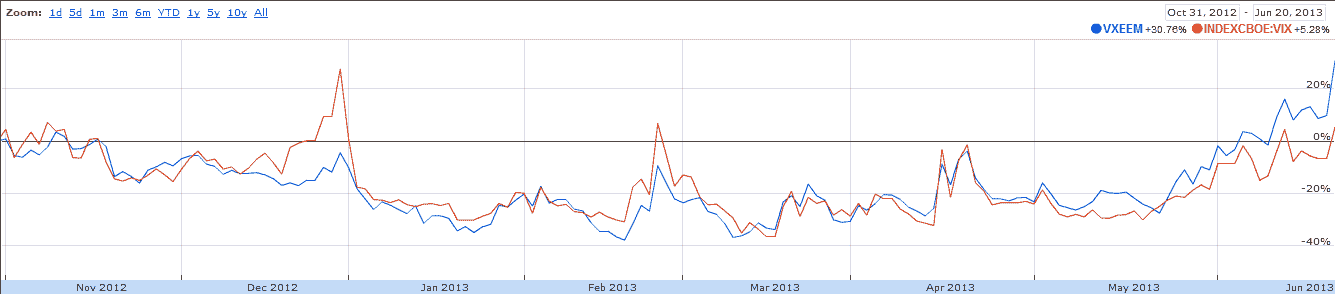 Zoom: 1d 5d 1m 3m 6m YTD 1y 5y 10y All
Oct 31, 2012 - Jun 20, 2013
VXEEM +30.76% INDEXCBOE:VIX +5.28%
20%
0%
-20%
-40%
Nov 2012 Dec 2012 Jan 2013 Feb 2013 Mar 2013 Apr 2013 May 2013 Jun 2013